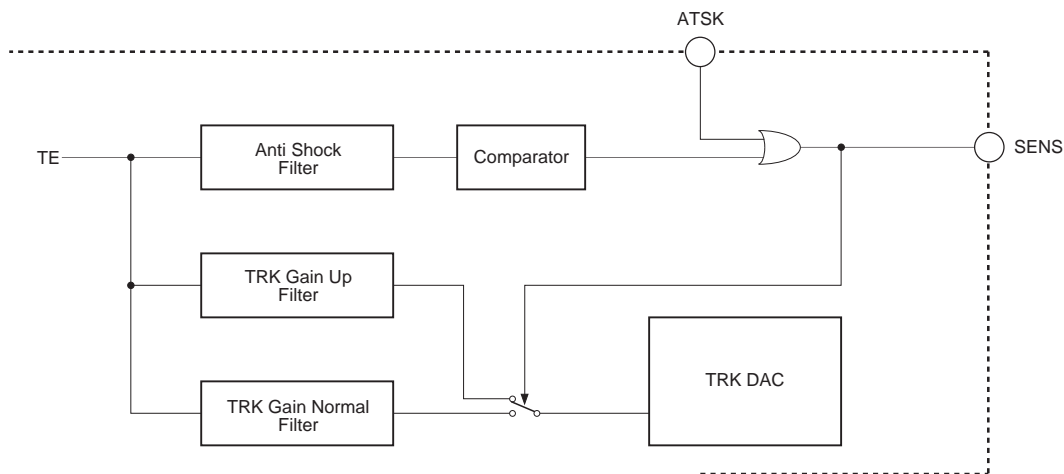 ATSK
TE
Anti Shock
Filter
Comparator
SENS
TRK Gain Up
Filter
TRK Gain Normal
Filter
TRK DAC